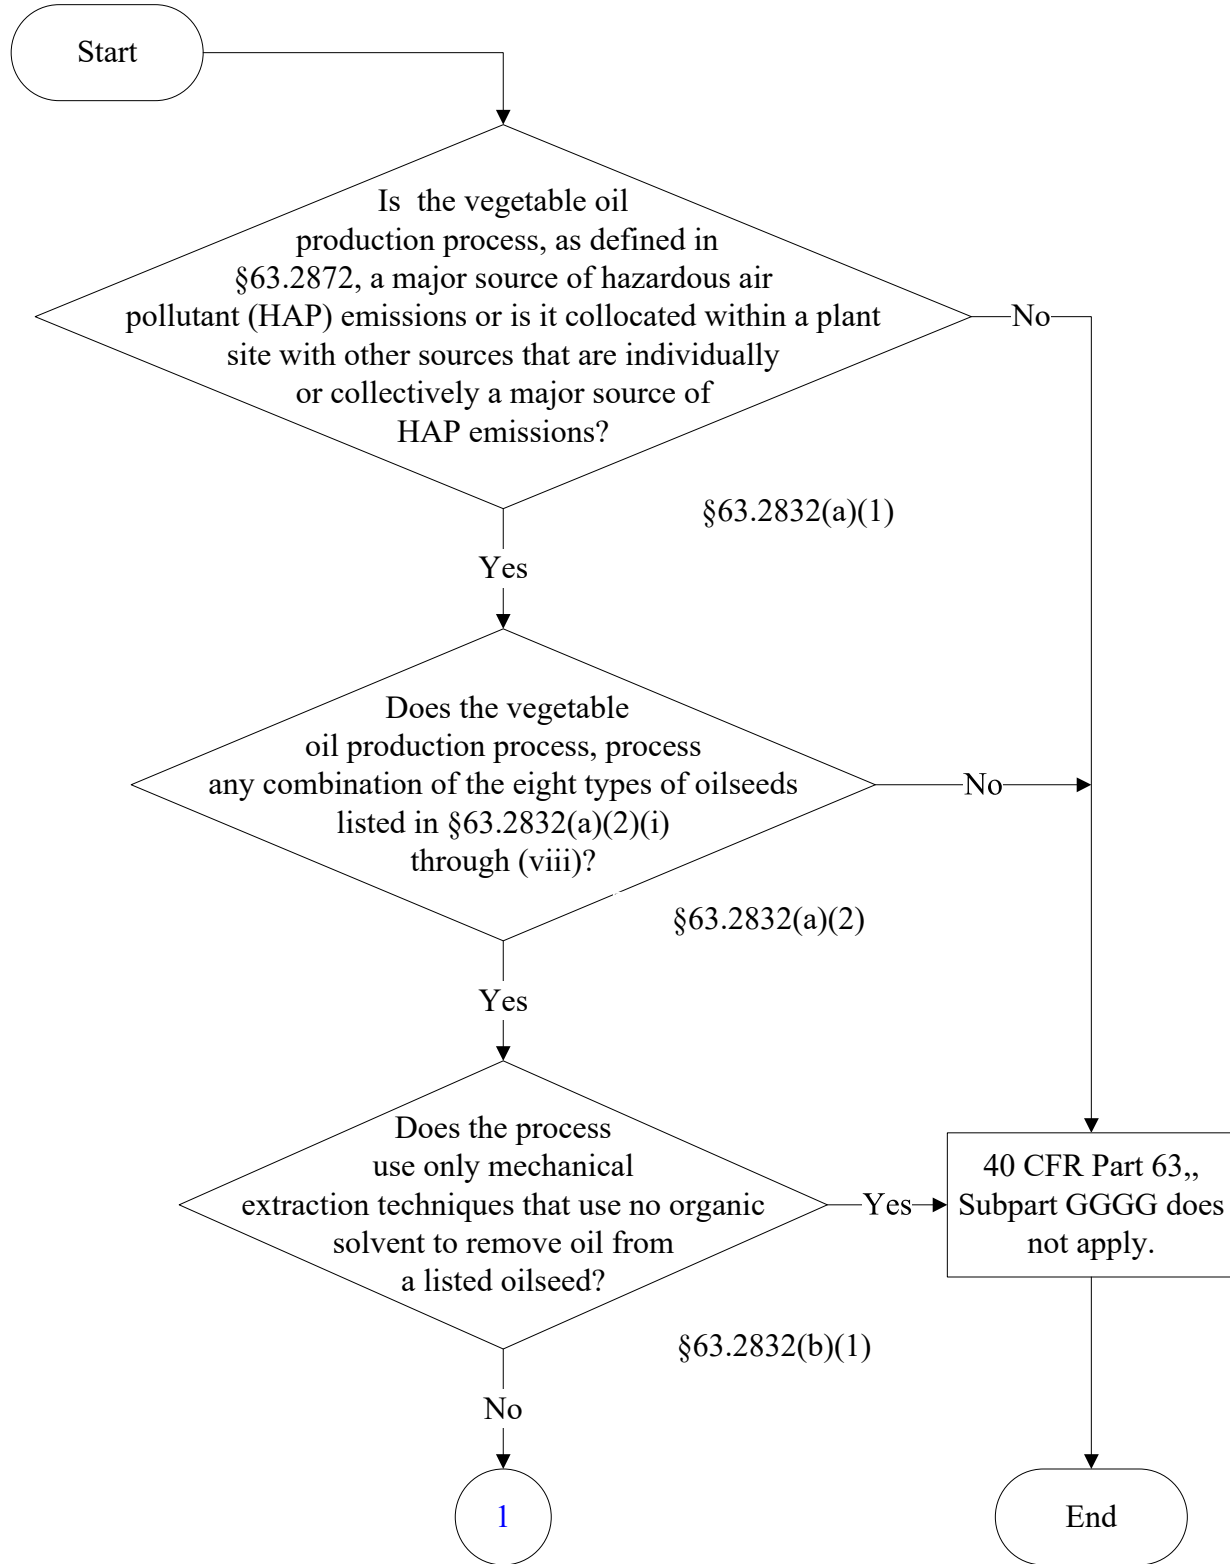 Start
Is  the vegetable oil
production process, as defined in
§63.2872, a major source of hazardous air
pollutant (HAP) emissions or is it collocated within a plant
site with other sources that are individually
or collectively a major source of
HAP emissions?
No
§63.2832(a)(1)
Yes
Does the vegetable
oil production process, process
any combination of the eight types of oilseeds
listed in §63.2832(a)(2)(i)
through (viii)?
No
§63.2832(a)(2)
Yes
Does the process
use only mechanical
extraction techniques that use no organic
solvent to remove oil from
a listed oilseed?
Yes
40 CFR Part 63,,
Subpart GGGG does
not apply.
§63.2832(b)(1)
No
1
End